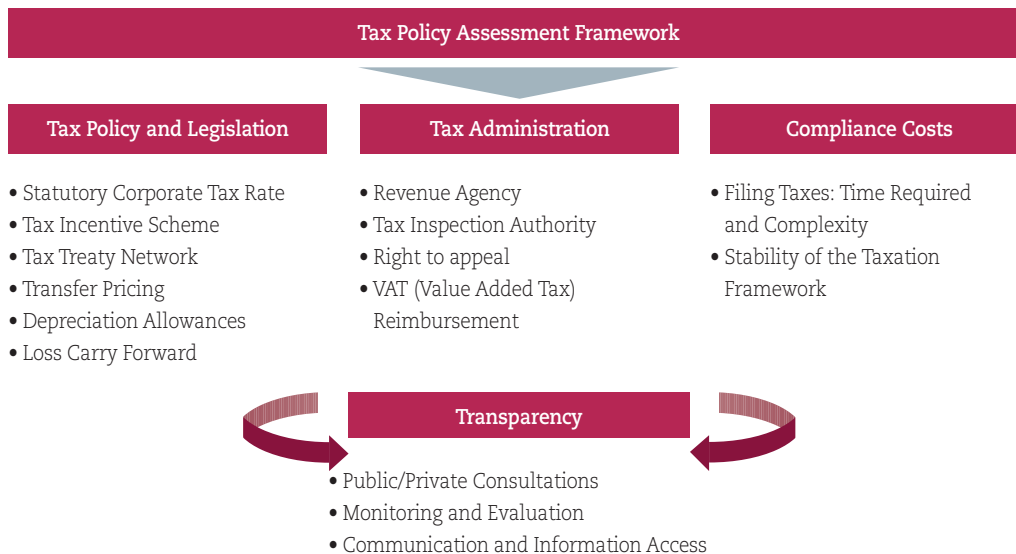 Tax Policy Assessment Framework
Tax Policy and Legislation
• Statutory Corporate Tax Rate
• Tax Incentive Scheme
• Tax Treaty Network
• Transfer Pricing
• Depreciation Allowances
• Loss Carry Forward
Tax Administration
• Revenue Agency
• Tax Inspection Authority
• Right to appeal
• VAT (Value Added Tax)
Reimbursement
Compliance Costs
• Filing Taxes: Time Required
and Complexity
• Stability of the Taxation
Framework
Transparency
• Public/Private Consultations
• Monitoring and Evaluation
• Communication and Information Access